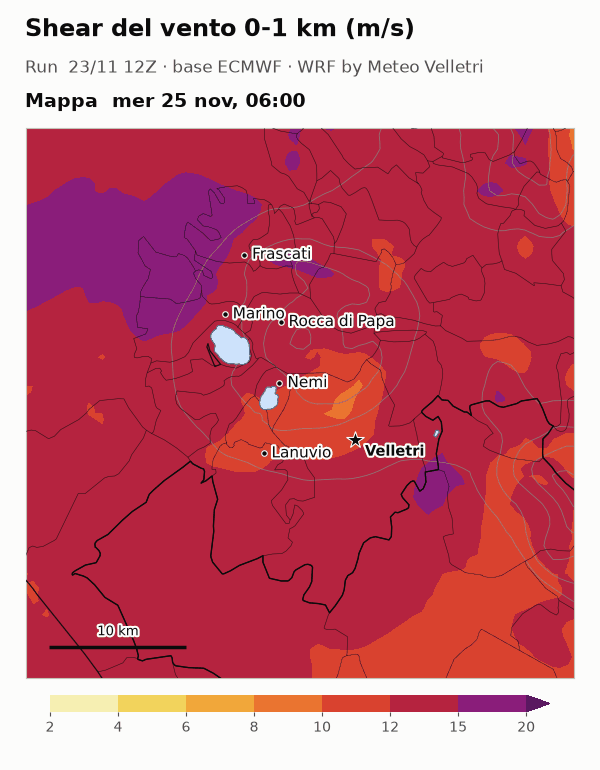 Shear del vento 0-1 km (m/s)
Run  23/11 12Z · base ECMWF · WRF by Meteo Velletri
Mappa  mer 25 nov, 06:00
Frascati
Marino
Rocca di Papa
Nemi
Velletri
Lanuvio
10 km
2 4 6 8 10 12 15 20